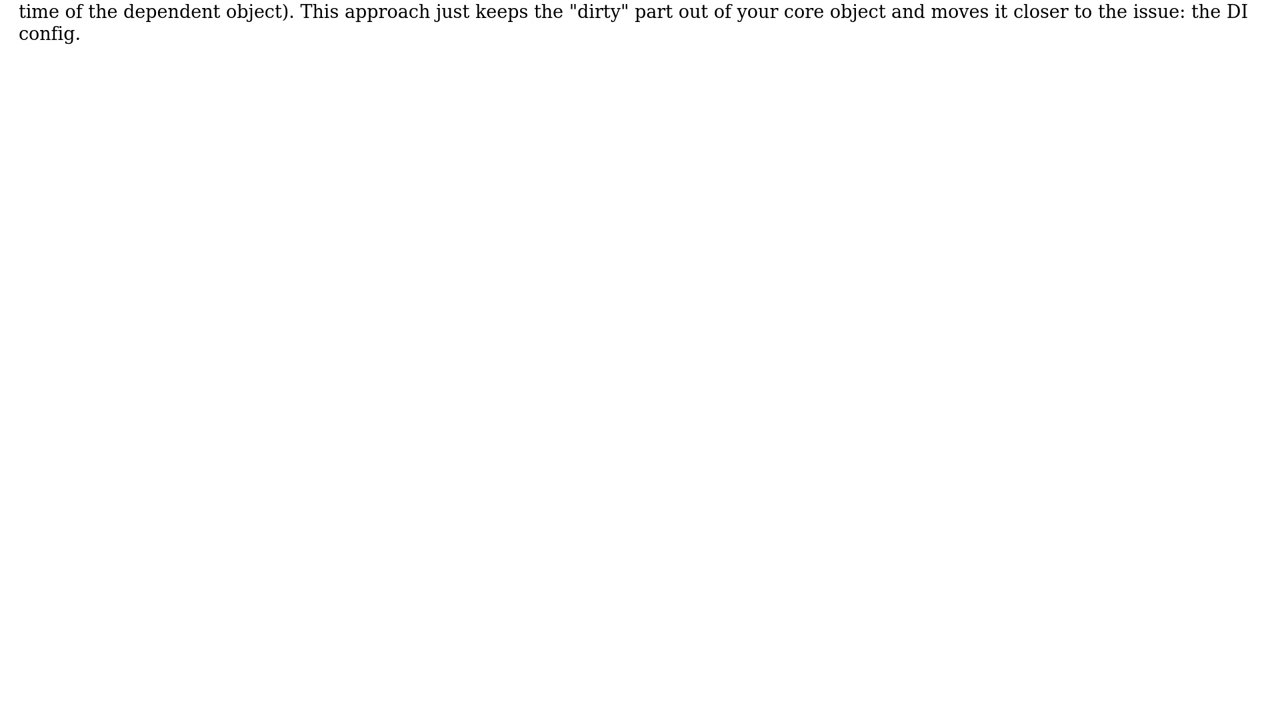 time of the dependent object). This approach just keeps the "dirty" part out of your core object and moves it closer to the issue: the DI
config.